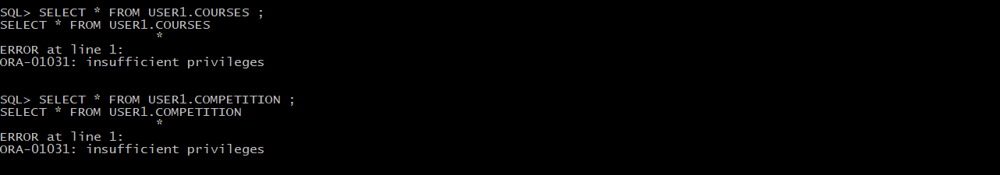 SQL> SELECT * FROM USER1.COURSES ;
SELECT * FROM USER1.COURSES
                    *
ERROR at line 1:
ORA-01031: insufficient privileges
SQL> SELECT * FROM USER1.COMPETITION ;
SELECT * FROM USER1.COMPETITION
                    *
ERROR at line 1:
ORA-01031: insufficient privileges